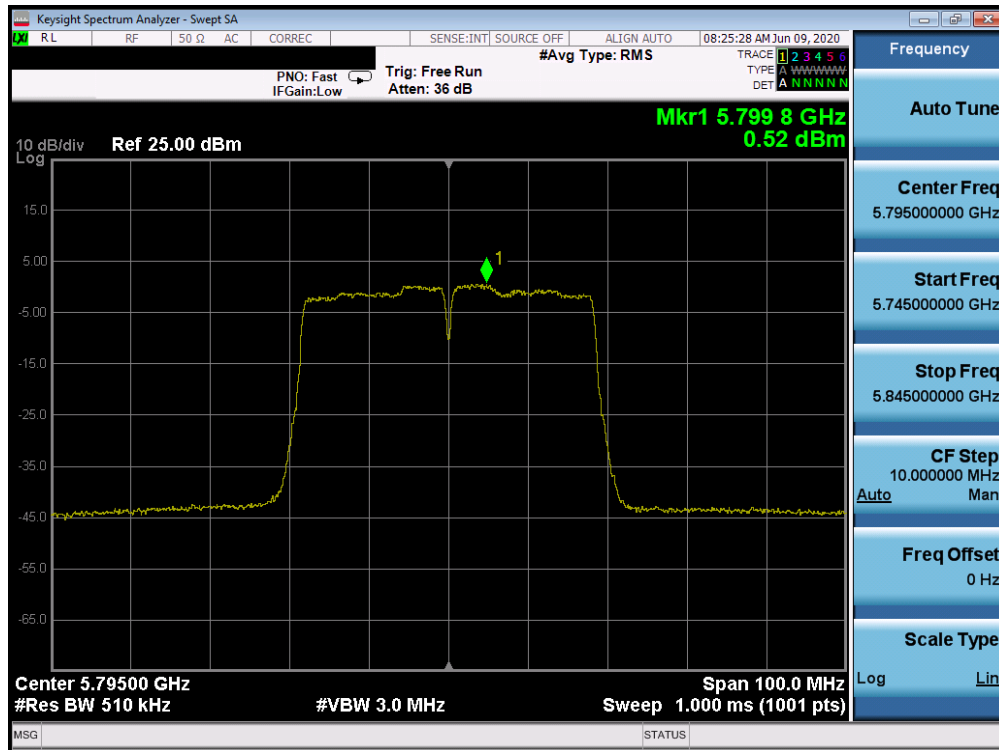 Keysight Spectrum Analyzer - Swept SA
LXI RL RF 50 Ω AC CORREC SENSE:INT SOURCE OFF ALIGN AUTO 08:25:28 AM Jun 09, 2020
#Avg Type: RMS
TRACE 1 2 3 4 5 6
PNO: Fast Trig: Free Run
TYPE A WWWWW
IFGain:Low Atten: 36 dB
DET A N N N N N
Mkr1 5.799 8 GHz
0.52 dBm
10 dB/div Ref 25.00 dBm
Log
15.0
5.00
1
-5.00
-15.0
-25.0
-35.0
-45.0
-55.0
-65.0
Center 5.79500 GHz Span 100.0 MHz
#Res BW 510 kHz #VBW 3.0 MHz Sweep 1.000 ms (1001 pts)
MSG STATUS
Frequency
Auto Tune
Center Freq
5.795000000 GHz
Start Freq
5.745000000 GHz
Stop Freq
5.845000000 GHz
CF Step
10.000000 MHz
Auto Man
Freq Offset
0 Hz
Scale Type
Log Lin